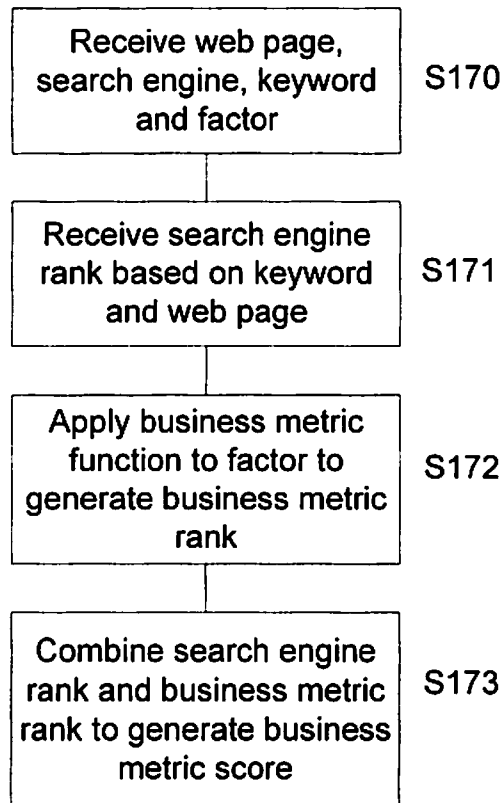 Receive web page,
search engine, keyword
and factor
S170
Receive search engine
rank based on keyword
and web page
S171
Apply business metric
function to factor to
generate business metric
rank
S172
Combine search engine
rank and business metric
rank to generate business
metric score
S173